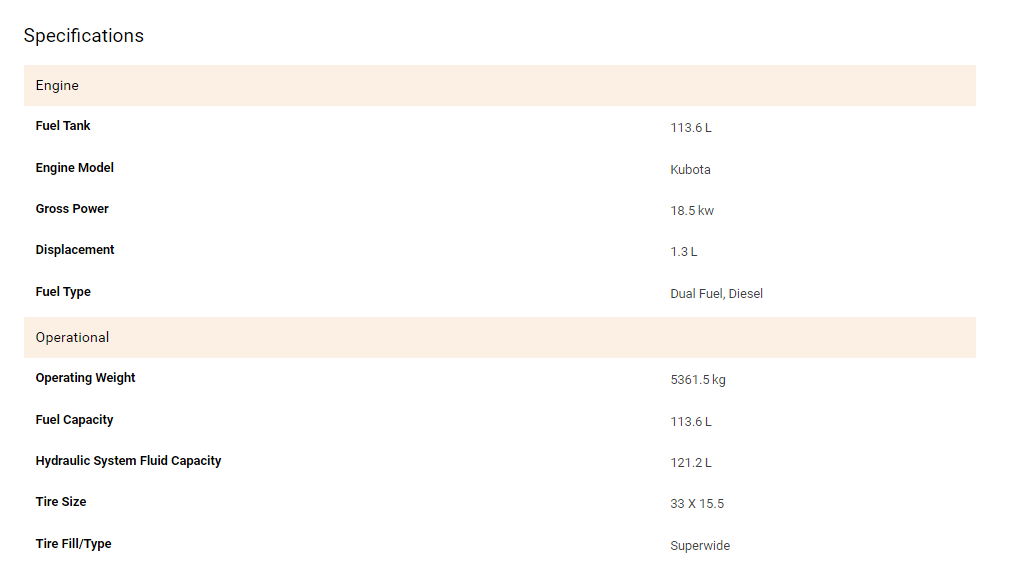 Specifications
Engine
Fuel Tank 113.6 L
Engine Model Kubota
Gross Power 18.5 kw
Displacement 1.3 L
Fuel Type Dual Fuel, Diesel
Operational
Operating Weight 5361.5 kg
Fuel Capacity 113.6 L
Hydraulic System Fluid Capacity 121.2 L
Tire Size 33 X 15.5
Tire Fill/Type Superwide